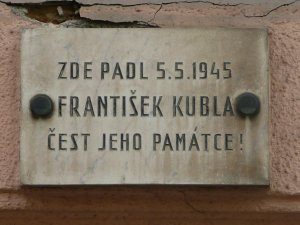 ZDE PADL 5.5.1945
FRANTIŠEK KUBLA
ČEST JEHO PAMÁTCE!